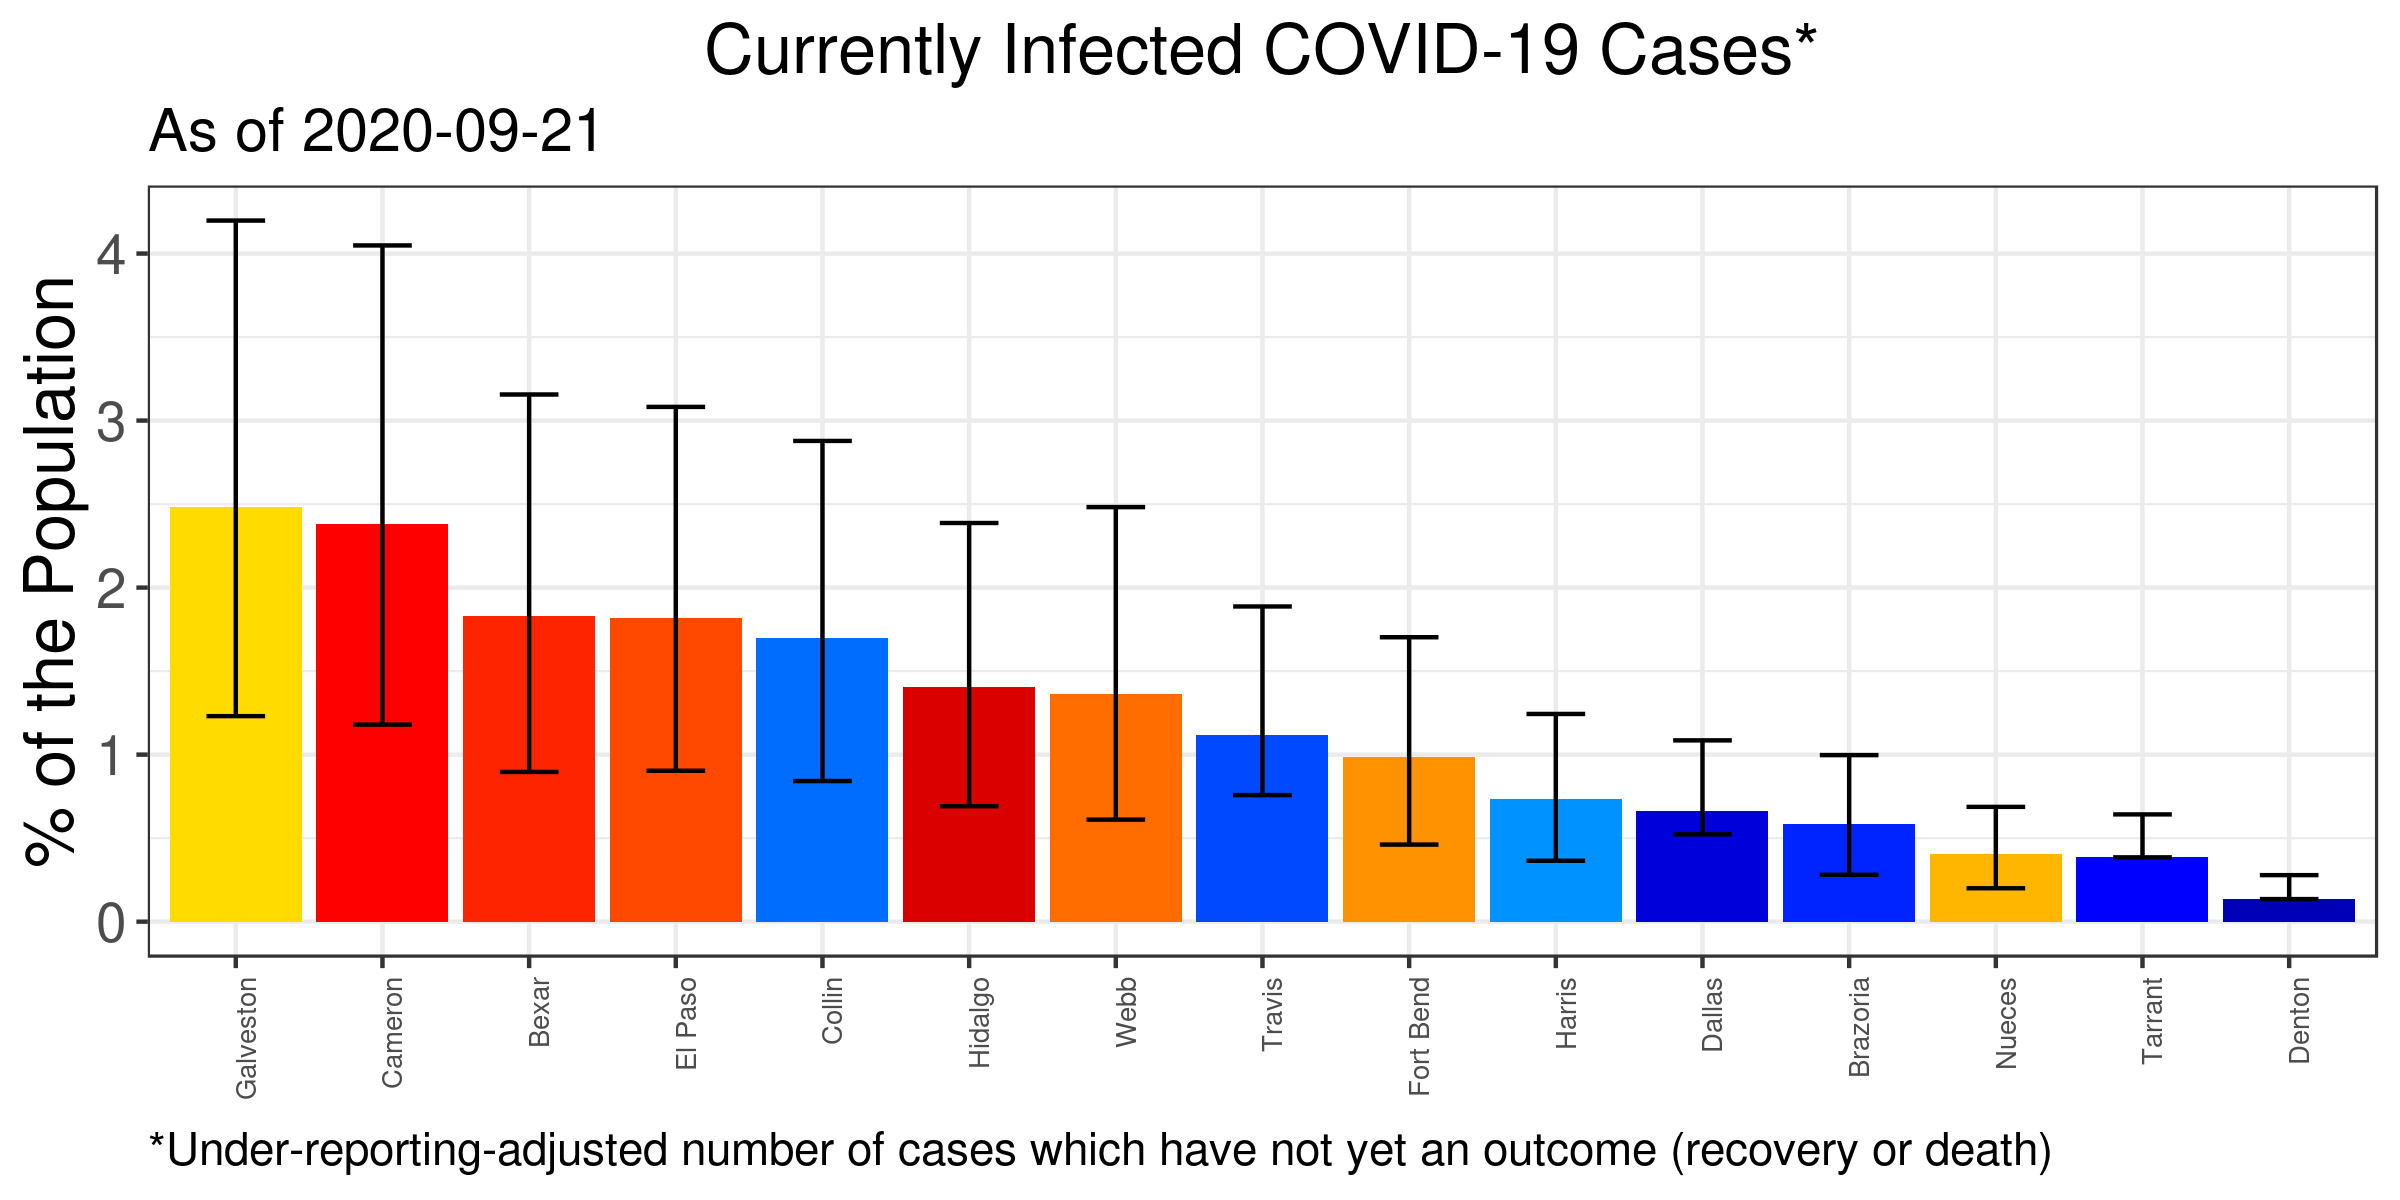 Currently Infected COVID-19 Cases*
As of 2020-09-21
% of the Population
4
3
2
1
0
Galveston
Cameron
Bexar
El Paso
Collin
Hidalgo
Webb
Travis
Fort Bend
Harris
Dallas
Brazoria
Nueces
Tarrant
Denton
*Under-reporting-adjusted number of cases which have not yet an outcome (recovery or death)